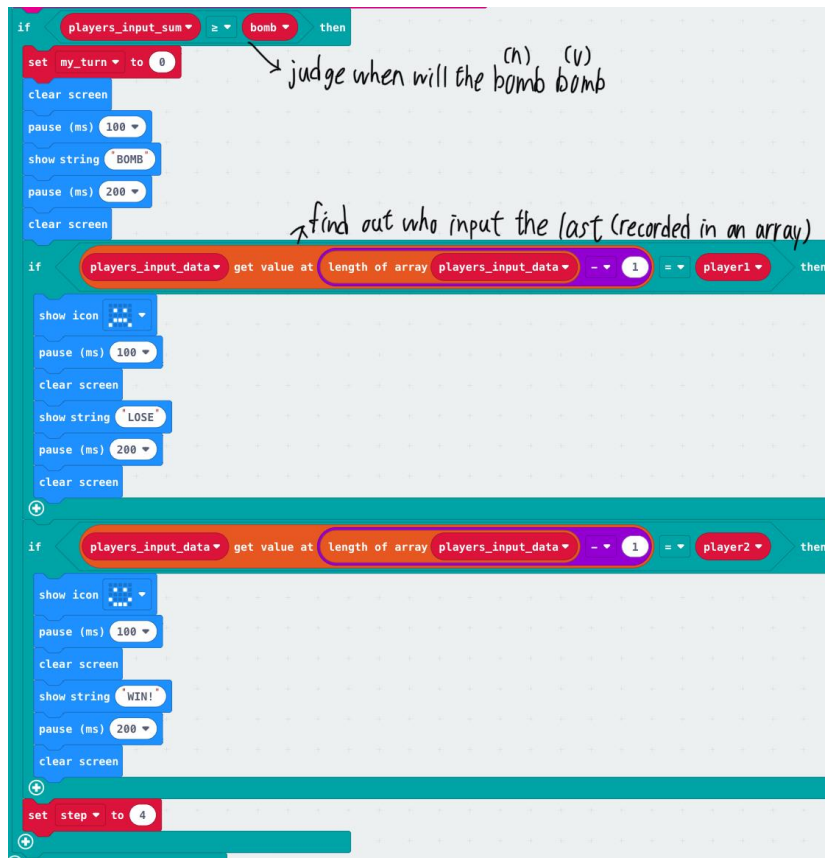 if players_input_sum ≥ bomb then
set my_turn to 0
judge when will the bomb (n) bomb (v)
clear screen
pause (ms) 100
show string "BOMB"
pause (ms) 200
clear screen
find out who input the last (recorded in an array)
if players_input_data get value at length of array players_input_data - 1 = player1 then
show icon
pause (ms) 100
clear screen
show string "LOSE"
pause (ms) 200
clear screen
if players_input_data get value at length of array players_input_data - 1 = player2 then
show icon
pause (ms) 100
clear screen
show string "WIN!"
pause (ms) 200
clear screen
set step to 4